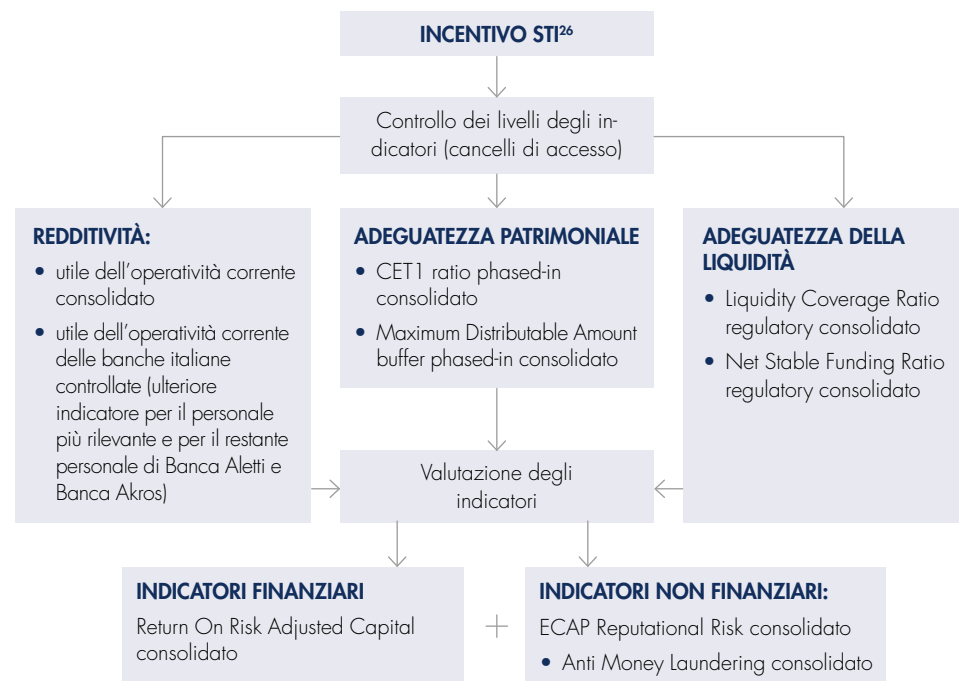 INCENTIVO STI²⁶
Controllo dei livelli degli in-
dicatori (cancelli di accesso)
REDDITIVITÀ:
• utile dell'operatività corrente
consolidato
• utile dell'operatività corrente
delle banche italiane
controllate (ulteriore
indicatore per il personale
più rilevante e per il restante
personale di Banca Aletti e
Banca Akros)
ADEGUATEZZA PATRIMONIALE
• CET1 ratio phased-in
consolidato
• Maximum Distributable Amount
buffer phased-in consolidato
ADEGUATEZZA DELLA
LIQUIDITÀ
• Liquidity Coverage Ratio
regulatory consolidato
• Net Stable Funding Ratio
regulatory consolidato
Valutazione degli
indicatori
INDICATORI FINANZIARI
Return On Risk Adjusted Capital
consolidato
+
INDICATORI NON FINANZIARI:
ECAP Reputational Risk consolidato
• Anti Money Laundering consolidato